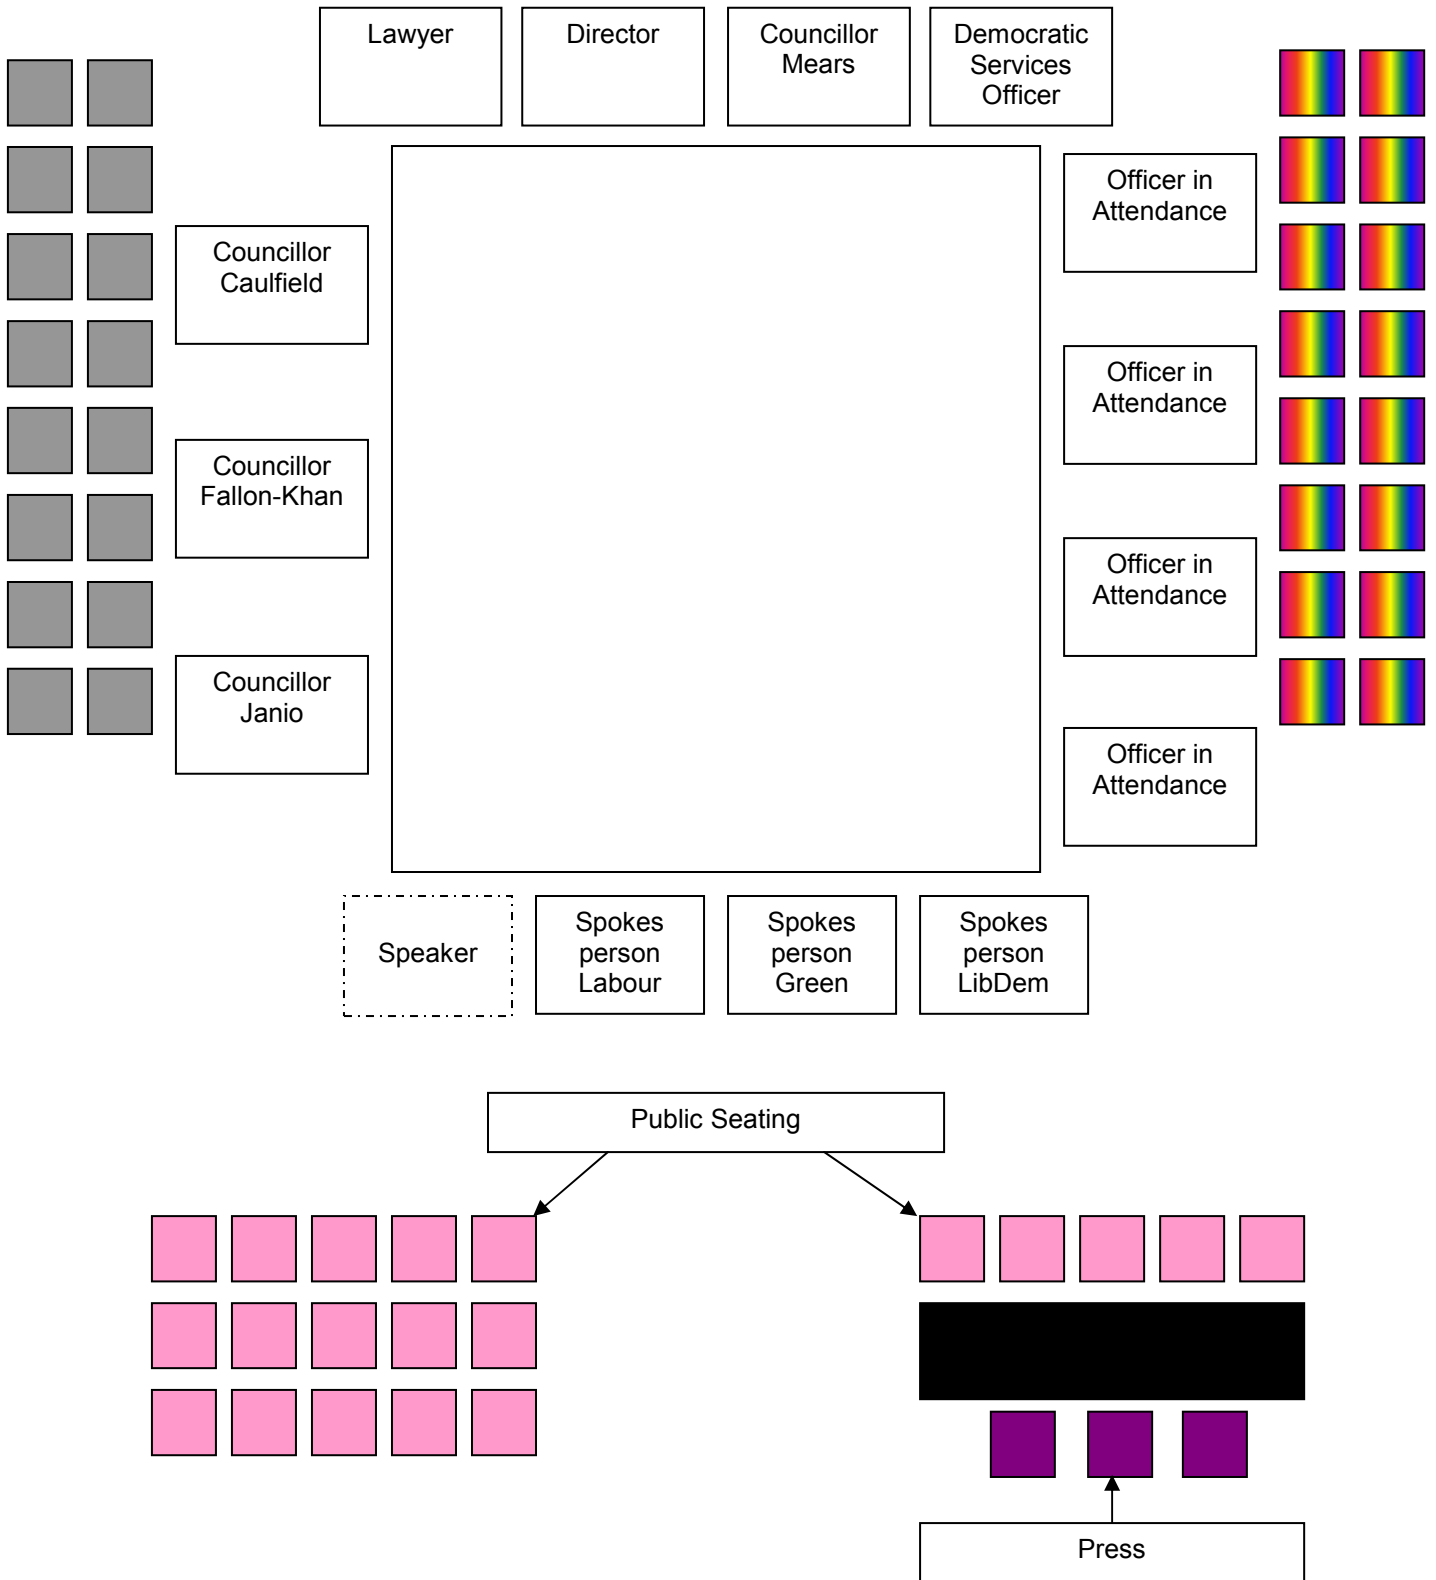 Lawyer
Director
Councillor
Mears
Democratic
Services
Officer
Officer in
Attendance
Councillor
Caulfield
Officer in
Attendance
Councillor
Fallon-Khan
Officer in
Attendance
Councillor
Janio
Officer in
Attendance
Speaker
Spokes
person
Labour
Spokes
person
Green
Spokes
person
LibDem
Public Seating
Press